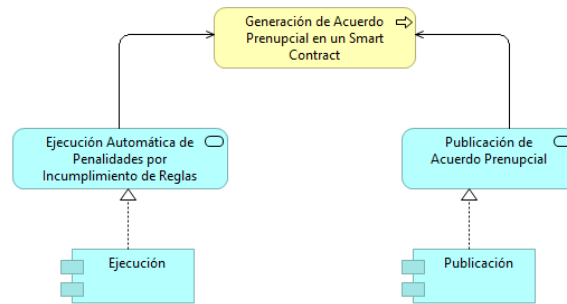 Generación de Acuerdo
Prenupcial en un Smart
Contract
Ejecución Automática de
Penalidades por
Incumplimiento de Reglas
Publicación de
Acuerdo Prenupcial
Ejecución
Publicación